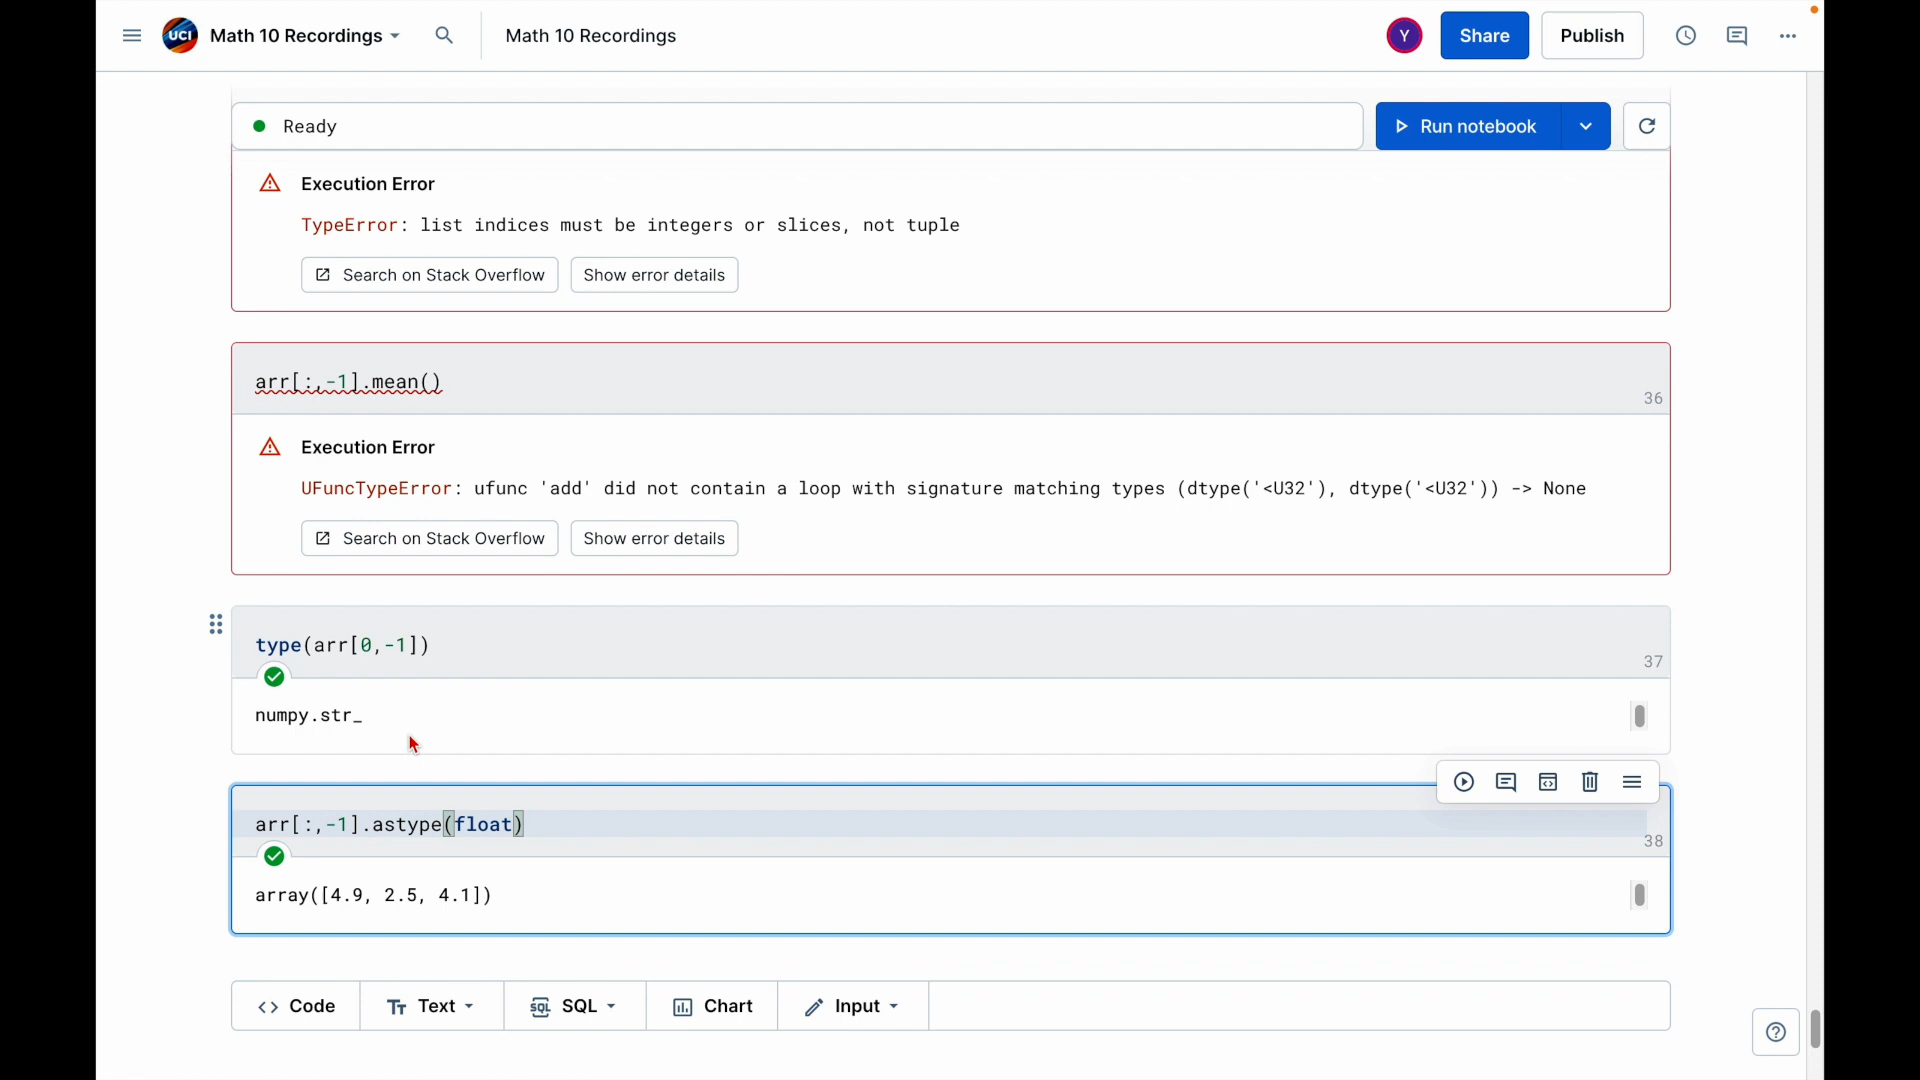 UCI Math 10 Recordings
Math 10 Recordings
Y
Share
Publish
Ready
Run notebook
Execution Error
TypeError: list indices must be integers or slices, not tuple
Search on Stack Overflow
Show error details
arr[:,-1].mean()
36
Execution Error
UFuncTypeError: ufunc 'add' did not contain a loop with signature matching types (dtype('<U32'), dtype('<U32')) -> None
Search on Stack Overflow
Show error details
type(arr[0,-1])
37
numpy.str_
arr[:,-1].astype(float)
38
array([4.9, 2.5, 4.1])
Code
Text
SQL
Chart
Input